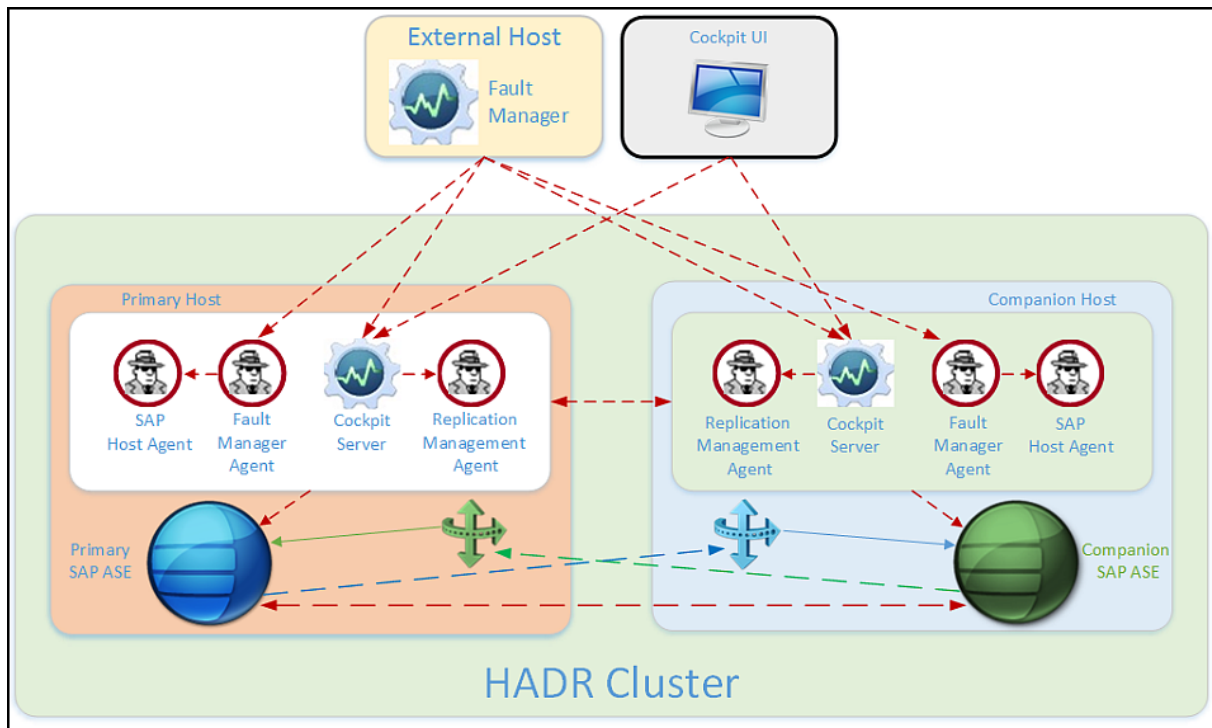 External Host
Fault
Manager
Cockpit UI
Primary Host
SAP
Host Agent
Fault
Manager
Agent
Cockpit
Server
Replication
Management
Agent
Primary
SAP ASE
Companion Host
Replication
Management
Agent
Cockpit
Server
Fault
Manager
Agent
SAP
Host Agent
Companion
SAP ASE
HADR Cluster